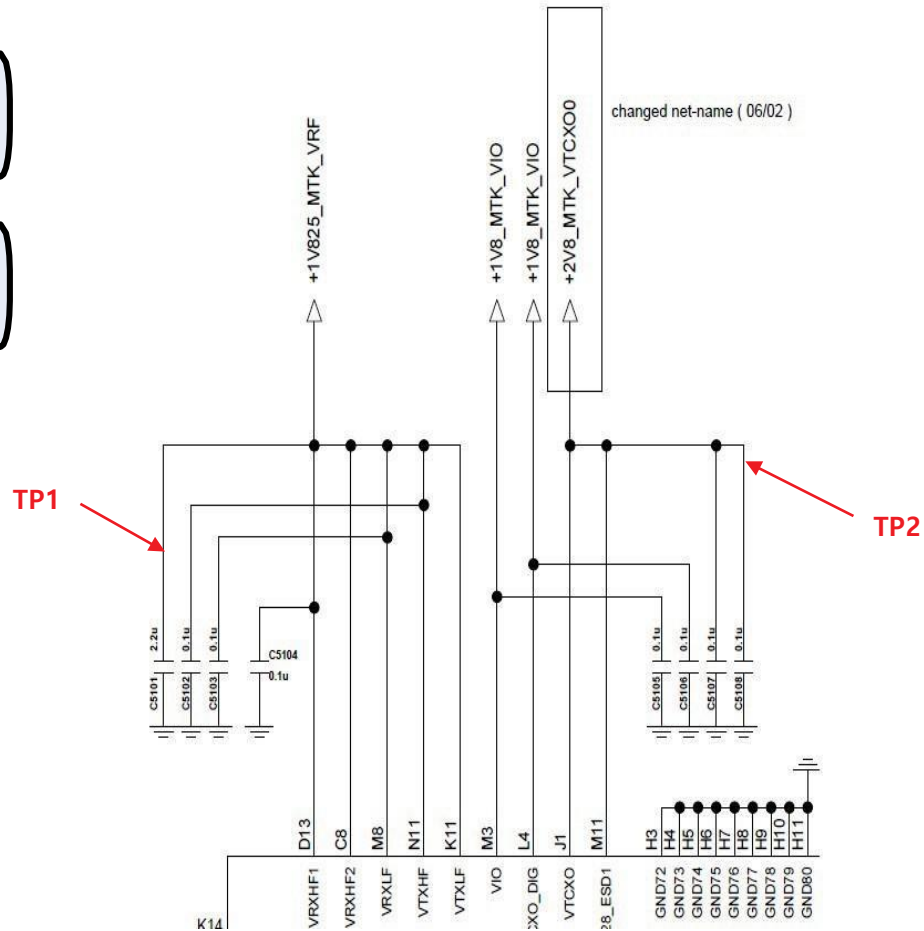 changed net-name ( 06/02 )
+1V825_MTK_VRF
+1V8_MTK_VIO
+1V8_MTK_VIO
+2V8_MTK_VTCXO0
TP1
TP2
2.2u
0.1u
0.1u
C5101
C5102
C5103
C5104
0.1u
0.1u
0.1u
0.1u
0.1u
C5105
C5106
C5107
C5108
D13
C8
M8
N11
K11
M3
L4
J1
M11
H3
H4
H5
H6
H7
H8
H9
H10
H11
K14
VRXHF1
VRXHF2
VRXLF
VTXHF
VTXLF
VIO
CXO_DIG
VTCXO
28_ESD1
GND72
GND73
GND74
GND75
GND76
GND77
GND78
GND79
GND80